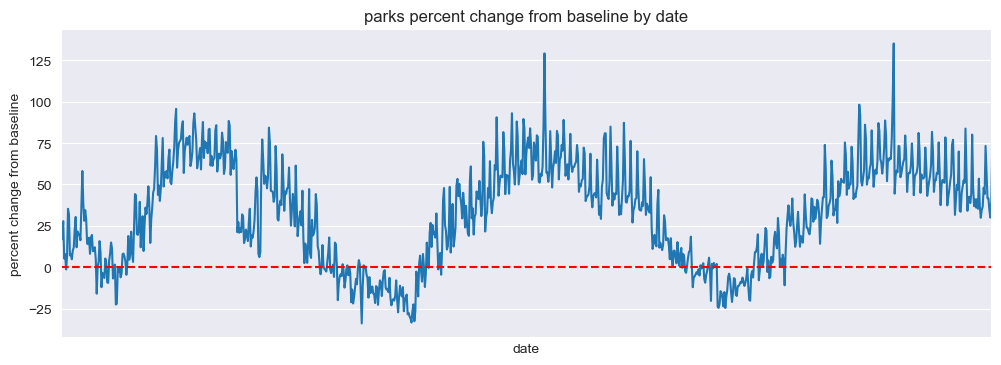 parks percent change from baseline by date
percent change from baseline
125
100
75
50
25
0
−25
date